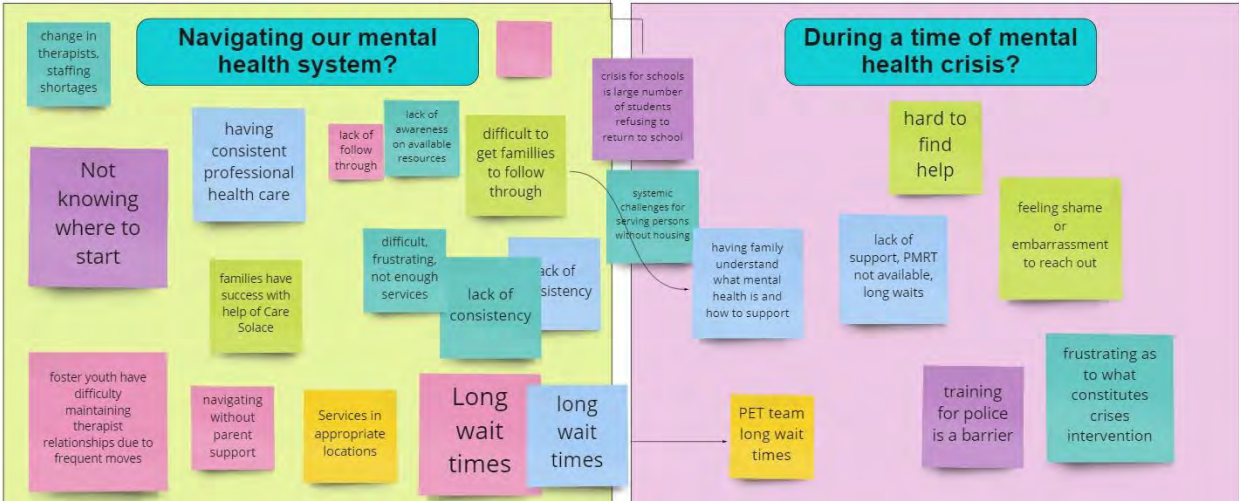 Navigating our mental
health system?
change in
therapists,
staffing
shortages
having
consistent
professional
health care
lack of
follow
through
lack of
awareness
on available
resources
difficult to
get famillies
to follow
through
Not
knowing
where to
start
families have
success with
help of Care
Solace
difficult,
frustrating,
not enough
services
lack of
consistency
ack of
sistency
foster youth have
difficulty
maintaining
therapist
relationships due to
frequent moves
navigating
without
parent
support
Services in
appropriate
locations
Long
wait
times
long
wait
times
During a time of mental
health crisis?
crisis for schools
is large number
of students
refusing to
return to school
systemic
challenges for
serving persons
without housing
having family
understand
what mental
health is and
how to support
hard to
find
help
lack of
support, PMRT
not available,
long waits
feeling shame
or
embarrassment
to reach out
PET team
long wait
times
training
for police
is a barrier
frustrating as
to what
constitutes
crises
intervention